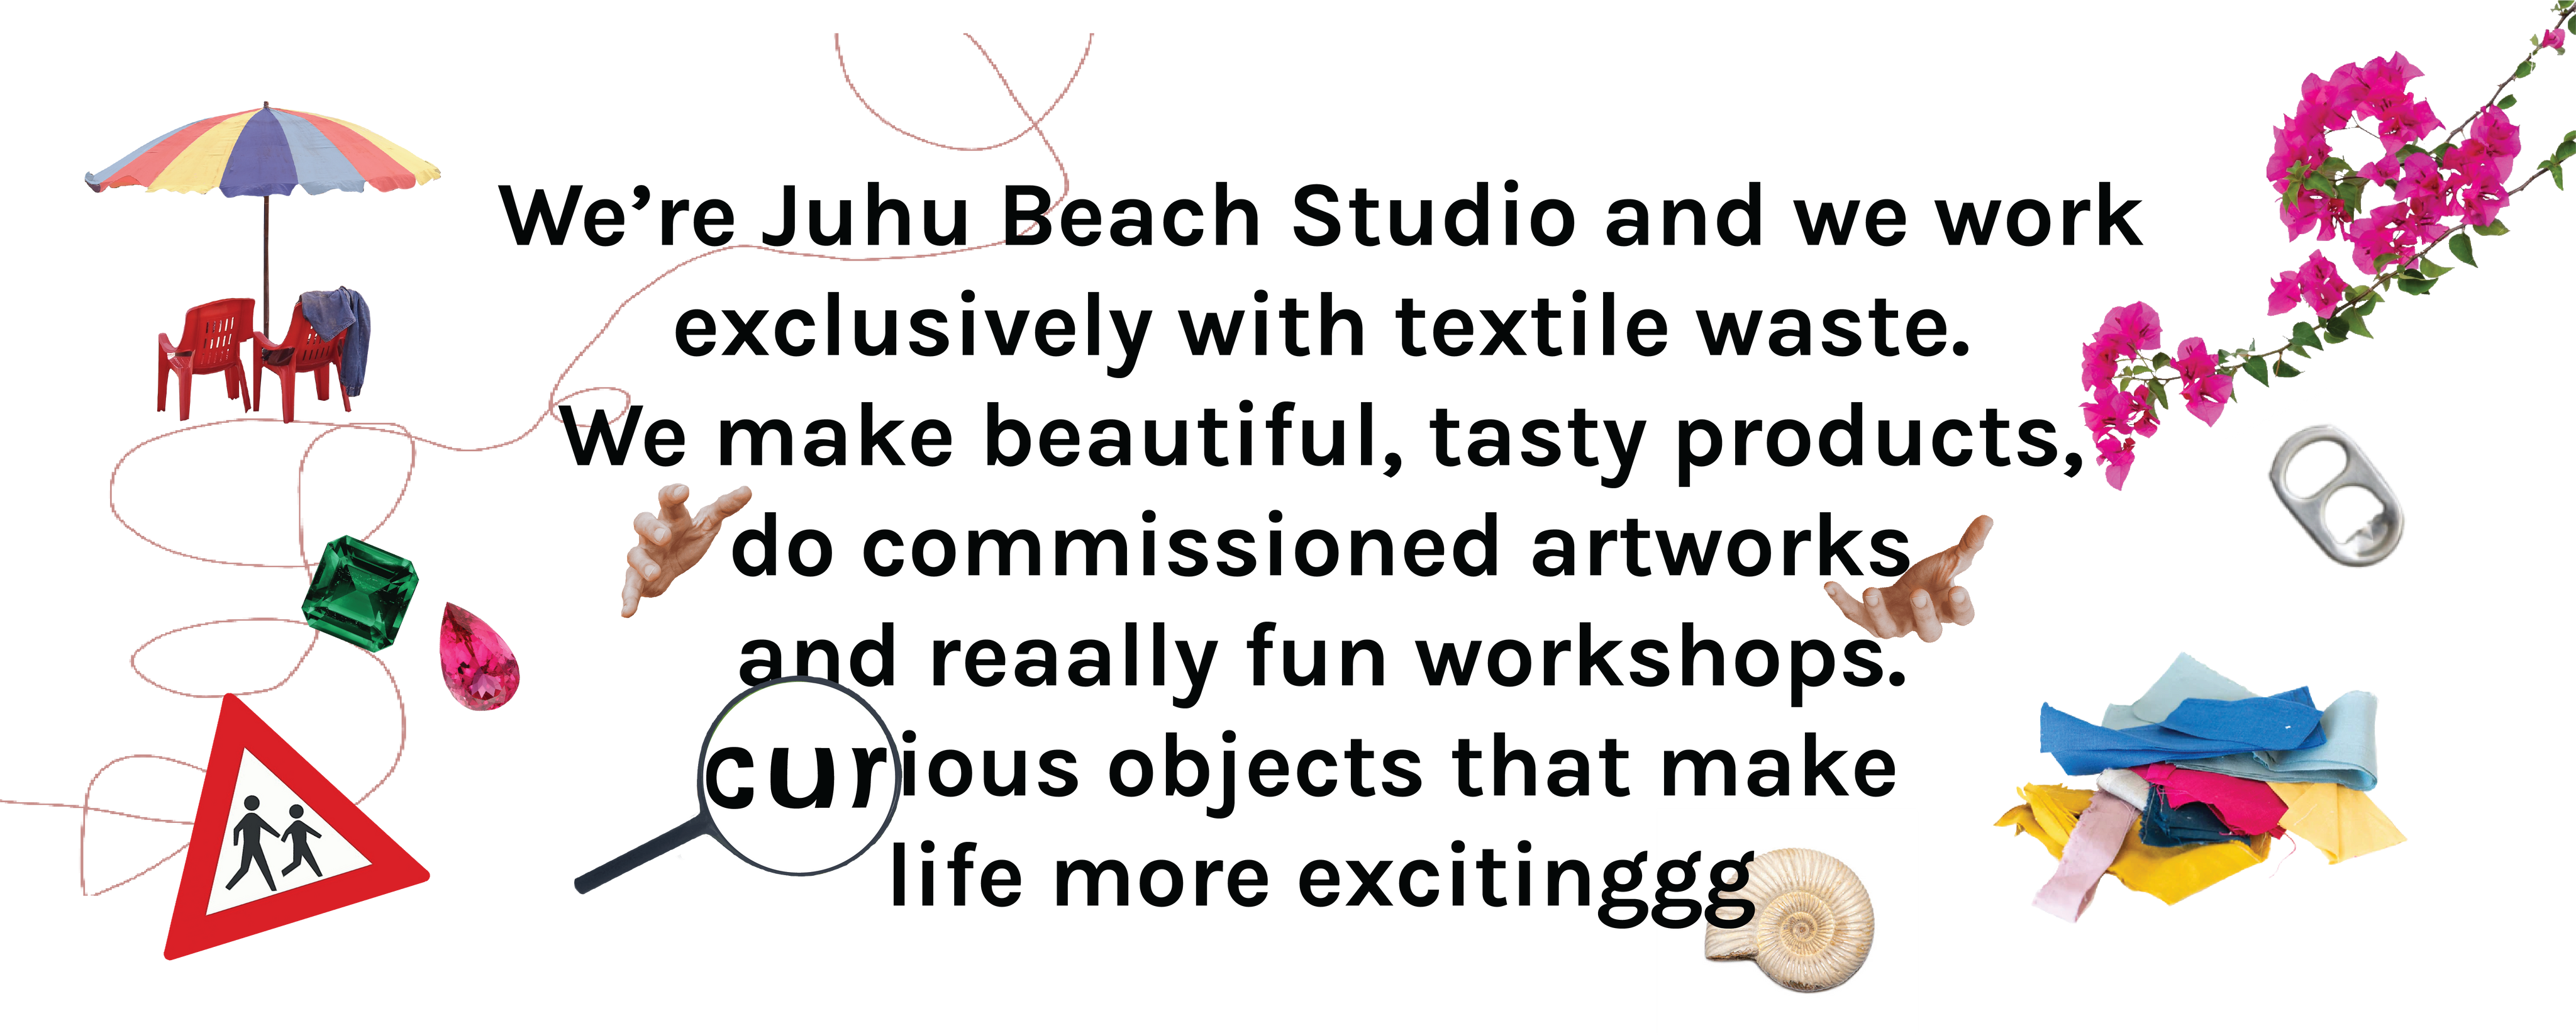 We’re Juhu Beach Studio and we work
exclusively with textile waste.
We make beautiful, tasty products,
do commissioned artworks
and reaally fun workshops.
curious objects that make
life more excitinggg